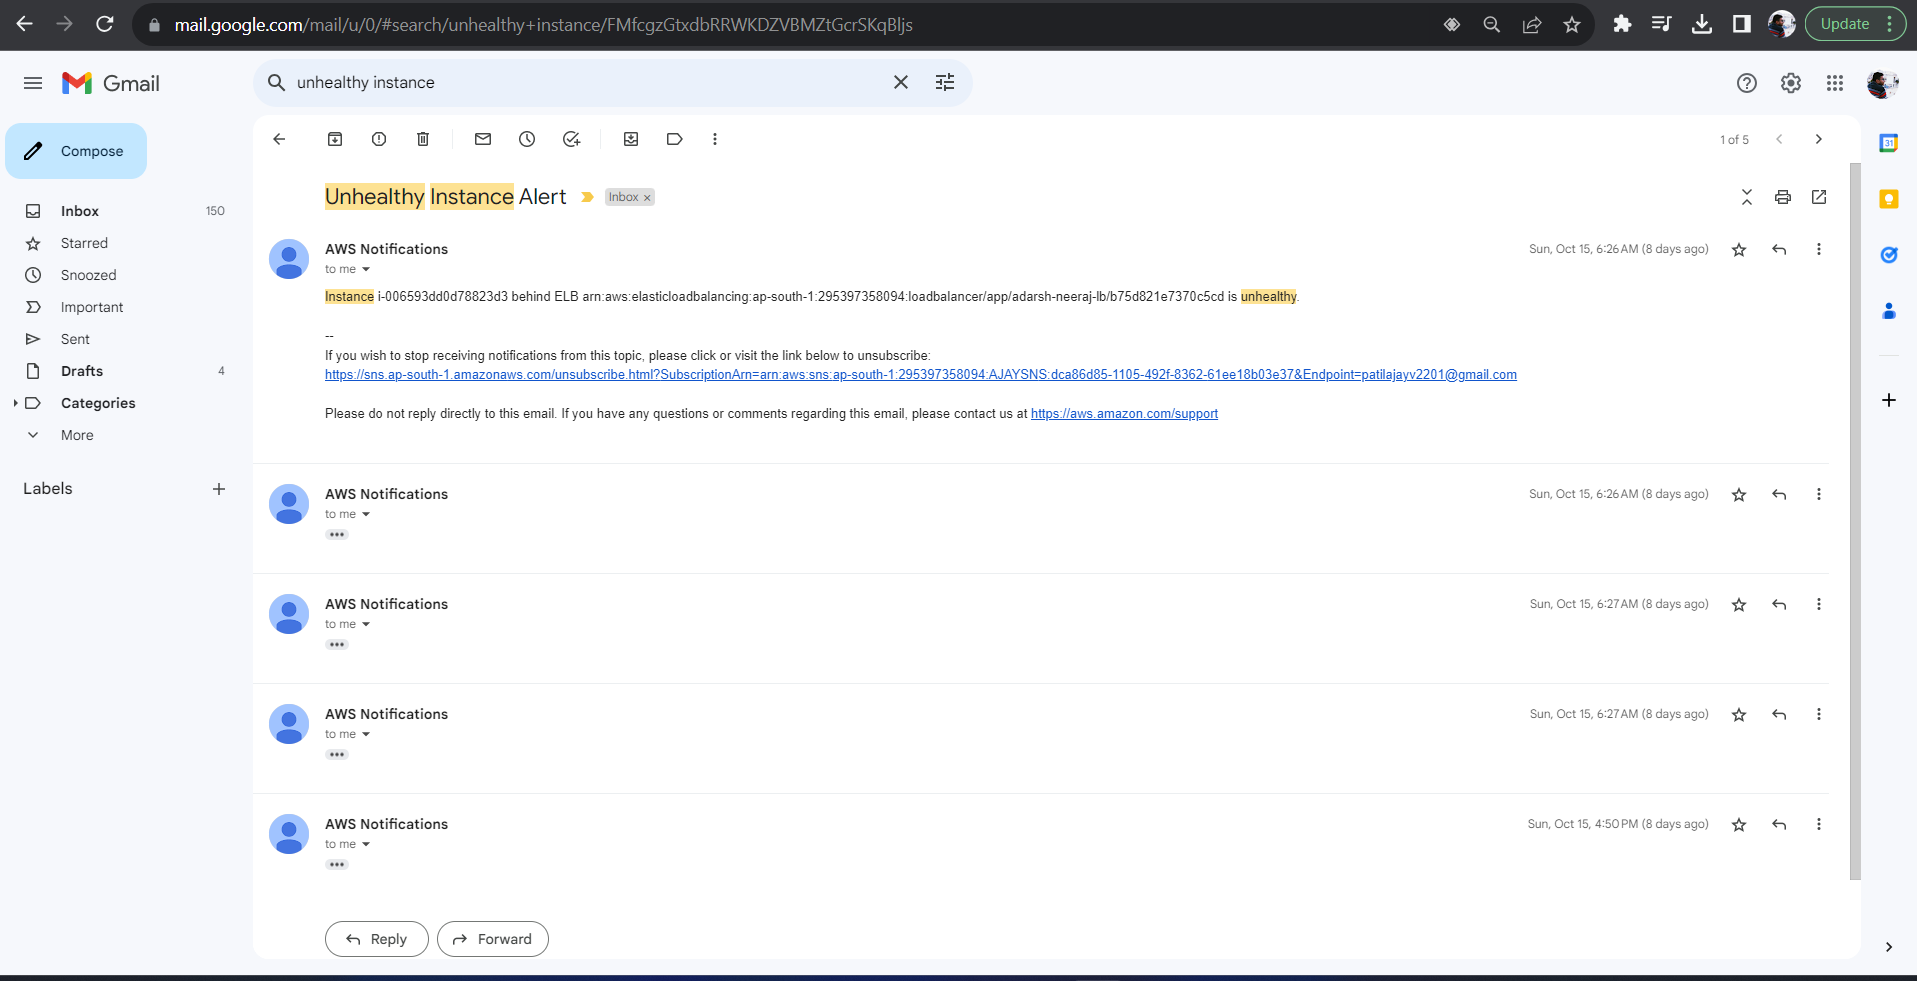 mail.google.com/mail/u/0/#search/unhealthy+instance/FMfcgzGtxdbRRWKDZVBMZtGcrSKqBljs
Update
Gmail
unhealthy instance
Compose
1 of 5
Inbox 150
Starred
Snoozed
Important
Sent
Drafts 4
Categories
More
Labels
Unhealthy Instance Alert Inbox x
AWS Notifications Sun, Oct 15, 6:26 AM (8 days ago)
to me
Instance i-006593dd0d78823d3 behind ELB arn:aws:elasticloadbalancing:ap-south-1:295397358094:loadbalancer/app/adarsh-neeraj-lb/b75d821e7370c5cd is unhealthy.
--
If you wish to stop receiving notifications from this topic, please click or visit the link below to unsubscribe:
https://sns.ap-south-1.amazonaws.com/unsubscribe.html?SubscriptionArn=arn:aws:sns:ap-south-1:295397358094:AJAYSNS:dca86d85-1105-492f-8362-61ee18b03e37&Endpoint=patilajayv2201@gmail.com
Please do not reply directly to this email. If you have any questions or comments regarding this email, please contact us at https://aws.amazon.com/support
AWS Notifications Sun, Oct 15, 6:26 AM (8 days ago)
to me
AWS Notifications Sun, Oct 15, 6:27 AM (8 days ago)
to me
AWS Notifications Sun, Oct 15, 6:27 AM (8 days ago)
to me
AWS Notifications Sun, Oct 15, 4:50 PM (8 days ago)
to me
Reply
Forward
31